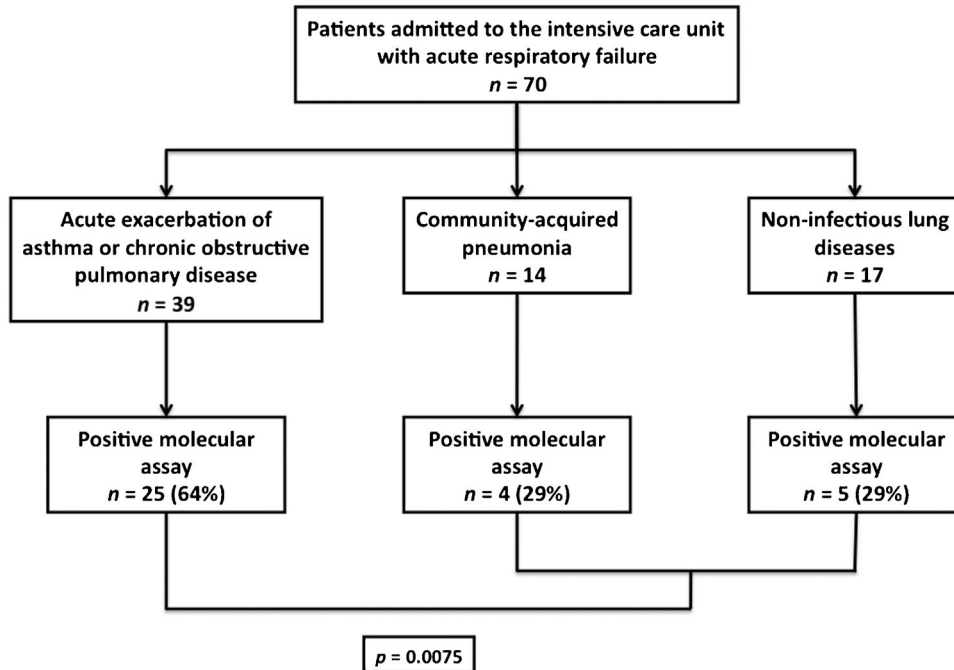 Patients admitted to the intensive care unit
with acute respiratory failure
n = 70
Acute exacerbation of
asthma or chronic obstructive
pulmonary disease
n = 39
Community-acquired
pneumonia
n = 14
Non-infectious lung
diseases
n = 17
Positive molecular
assay
n = 25 (64%)
Positive molecular
assay
n = 4 (29%)
Positive molecular
assay
n = 5 (29%)
p = 0.0075